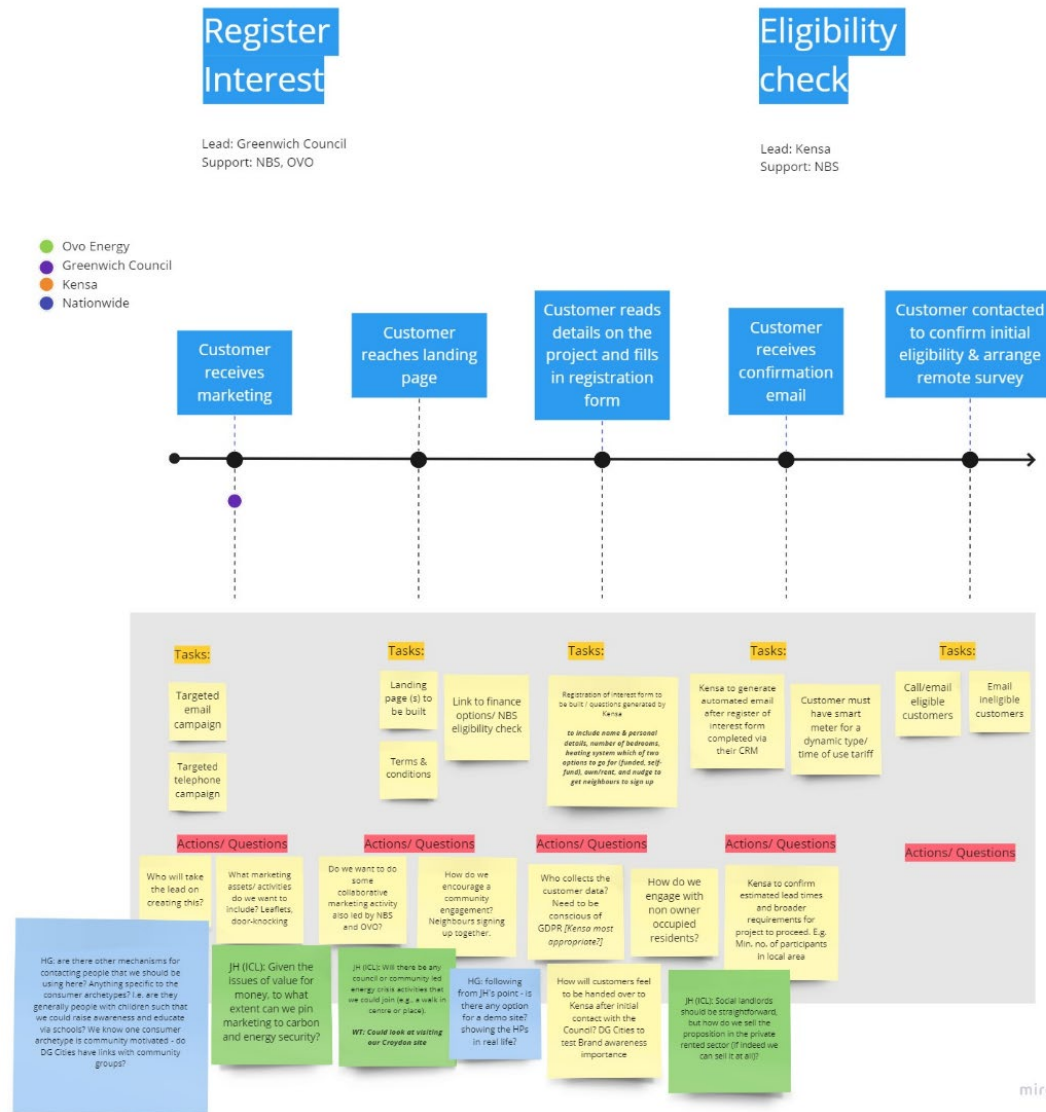 Register
Interest
Eligibility
check
Lead: Greenwich Council
Support: NBS, OVO
Lead: Kensa
Support: NBS
Ovo Energy
Greenwich Council
Kensa
Nationwide
Customer
receives
marketing
Customer
reaches landing
page
Customer reads
details on the
project and fills
in registration
form
Customer
receives
confirmation
email
Customer contacted
to confirm initial
eligibility & arrange
remote survey
Tasks:
Targeted
email
campaign
Targeted
telephone
campaign
Tasks:
Landing
page (s) to
be built
Link to finance
options/ NBS
eligibility check
Terms &
conditions
Tasks:
Registration of interest form to
be built / questions generated by
Kensa
to include name & personal
details, number of bedrooms,
heating system which of two
options to go for (funded, self-
fund), own/rent, and nudge to
get neighbours to sign up
Tasks:
Kensa to generate
automated email
after register of
interest form
completed via
their CRM
Customer must
have smart
meter for a
dynamic type/
time of use tariff
Tasks:
Call/email
eligible
customers
Email
ineligible
customers
Actions/ Questions
Who will take
the lead on
creating this?
What marketing
assets/ activities
do we want to
include? Leaflets,
door-knocking
HG: are there other mechanisms for
contacting people that we should be
using here? Anything specific to the
consumer archetypes? I.e. are they
generally people with children such that
we could raise awareness and educate
via schools? We know one consumer
archetype is community motivated - do
DG Cities have links with community
groups?
JH (ICL): Given the
issues of value for
money, to what
extent can we pin
marketing to carbon
and energy security?
Actions/ Questions
Do we want to do
some
collaborative
marketing activity
also led by NBS
and OVO?
How do we
encourage a
community
engagement?
Neighbours signing
up together.
JH (ICL): Will there be any
council or community led
energy crisis activities that
we could join (e.g., a walk in
centre or place).
WT: Could look at visiting
our Croydon site
HG: following
from JH's point - is
there any option
for a demo site?
showing the HPs
in real life?
Actions/ Questions
Who collects the
customer data?
Need to be
conscious of
GDPR [Kensa most
appropriate?]
How do we
engage with
non owner
occupied
residents?
How will customers feel
to be handed over to
Kensa after initial
contact with the
Council? DG Cities to
test Brand awareness
importance
Actions/ Questions
Kensa to confirm
estimated lead times
and broader
requirements for
project to proceed. E.g.
Min. no. of participants
in local area
JH (ICL): Social landlords
should be straightforward,
but how do we sell the
proposition in the private
rented sector (if indeed we
can sell it at all)?
Actions/ Questions